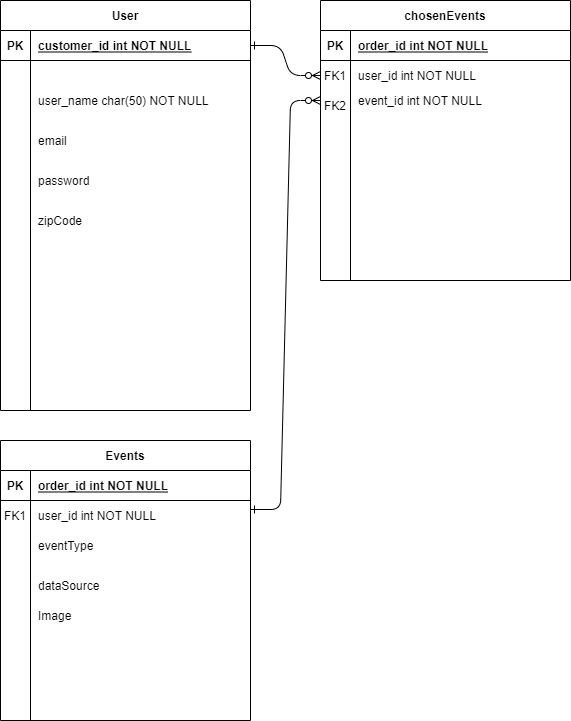 User
PK customer_id int NOT NULL
user_name char(50) NOT NULL
email
password
zipCode
chosenEvents
PK order_id int NOT NULL
FK1 user_id int NOT NULL
FK2 event_id int NOT NULL
Events
PK order_id int NOT NULL
FK1 user_id int NOT NULL
eventType
dataSource
Image